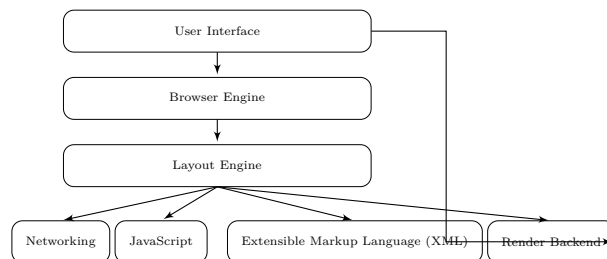 User Interface
Browser Engine
Layout Engine
Networking JavaScript Extensible Markup Language (XML) Render Backend